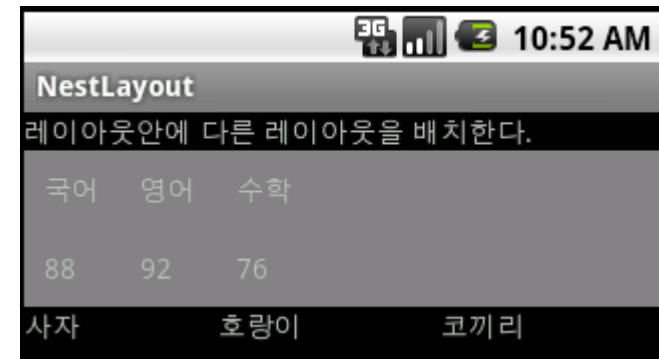 3G 10:52 AM
NestLayout
레이아웃안에 다른 레이아웃을 배치한다.
국어 영어 수학
88 92 76
사자 호랑이 코끼리